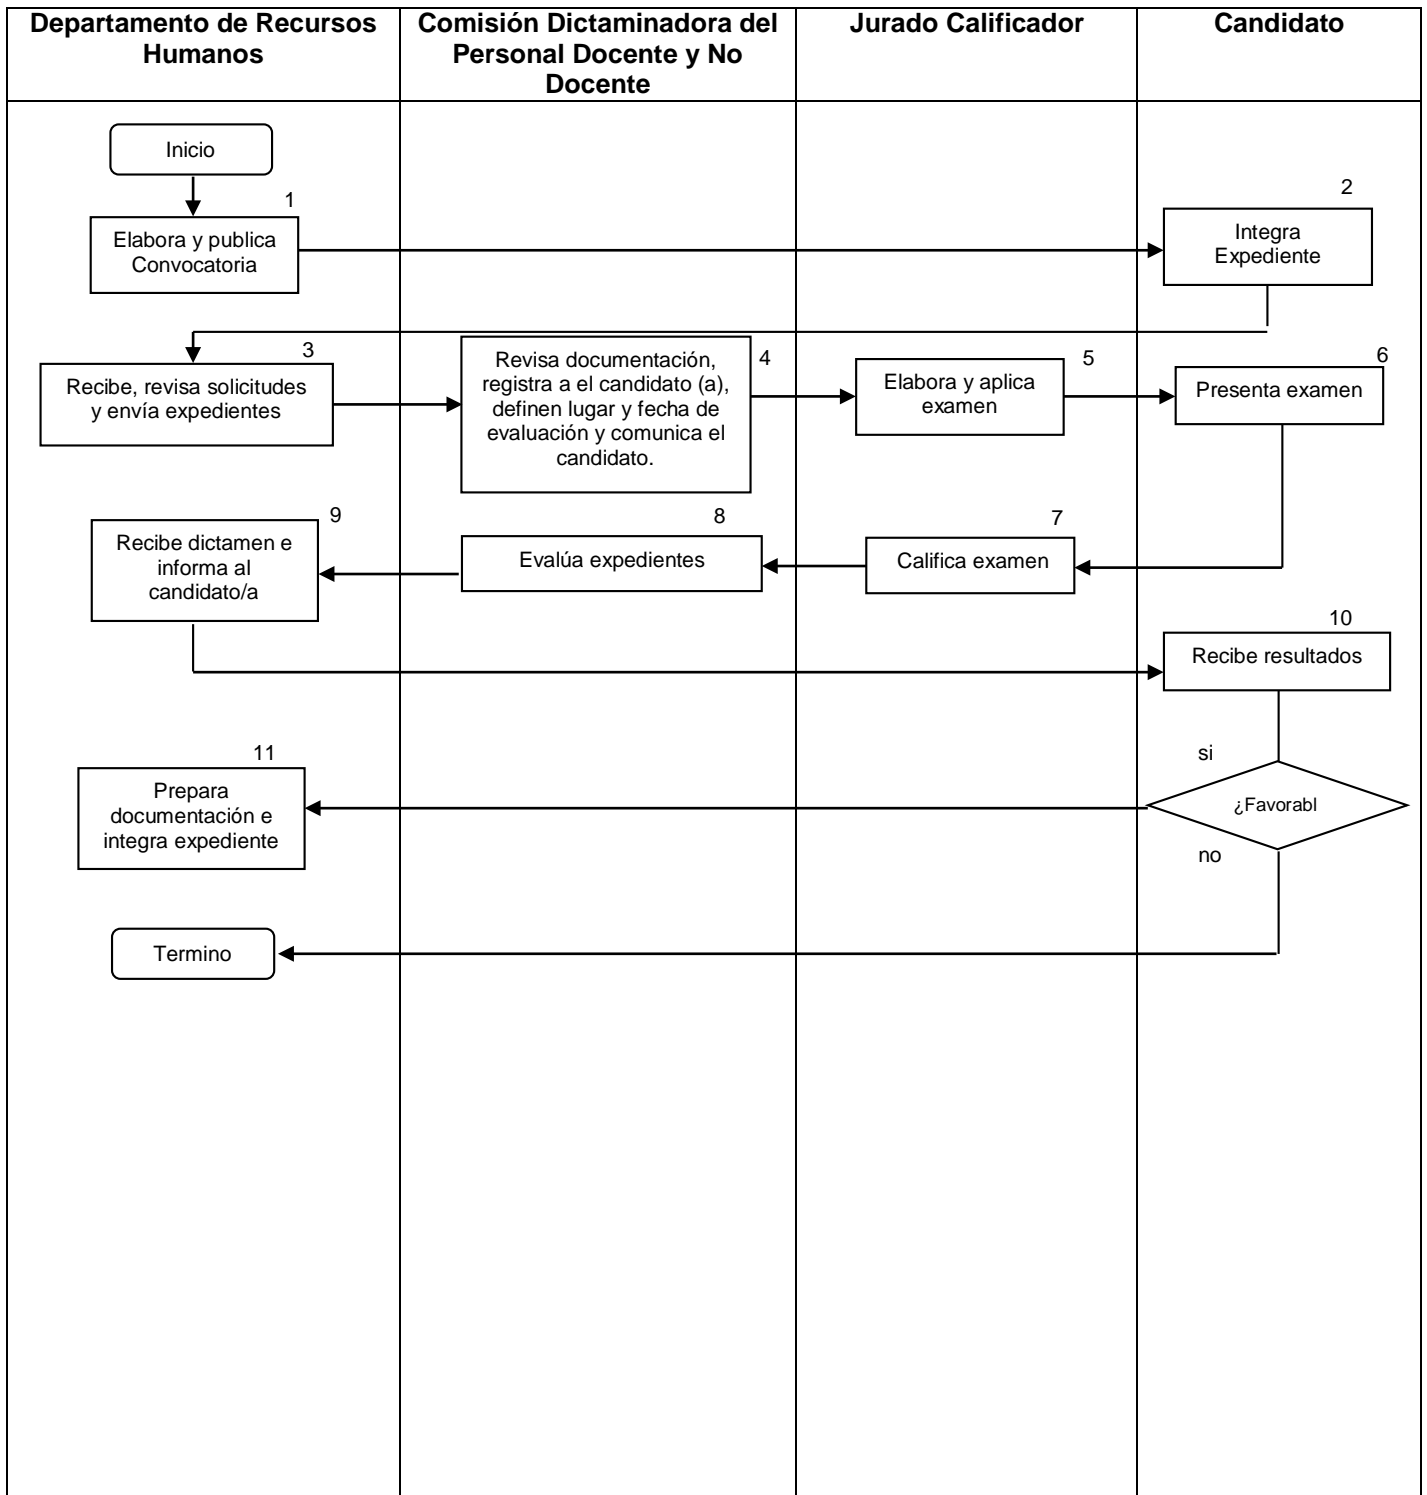 Departamento de Recursos
Humanos
Comisión Dictaminadora del
Personal Docente y No
Docente
Jurado Calificador
Candidato
Inicio
1
Elabora y publica
Convocatoria
2
Integra
Expediente
3
Recibe, revisa solicitudes
y envía expedientes
4
Revisa documentación,
registra a el candidato (a),
definen lugar y fecha de
evaluación y comunica el
candidato.
5
Elabora y aplica
examen
6
Presenta examen
7
Califica examen
8
Evalúa expedientes
9
Recibe dictamen e
informa al
candidato/a
10
Recibe resultados
si
¿Favorabl
no
11
Prepara
documentación e
integra expediente
Termino